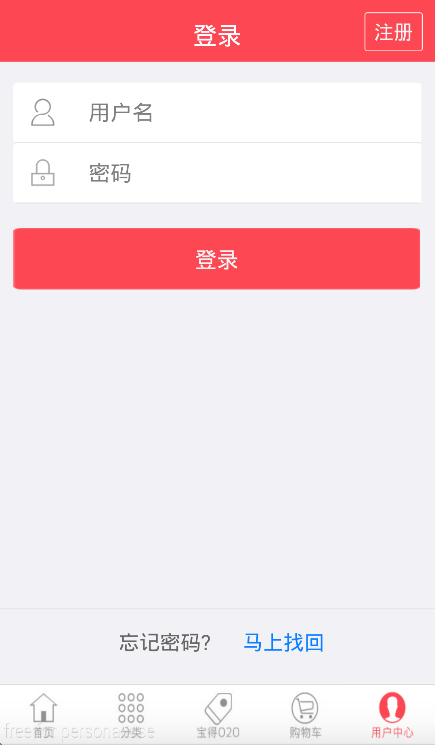 登录
注册
用户名
密码
登录
忘记密码? 马上找回
首页 分类 宝得O2O 购物车 用户中心
free for personal use